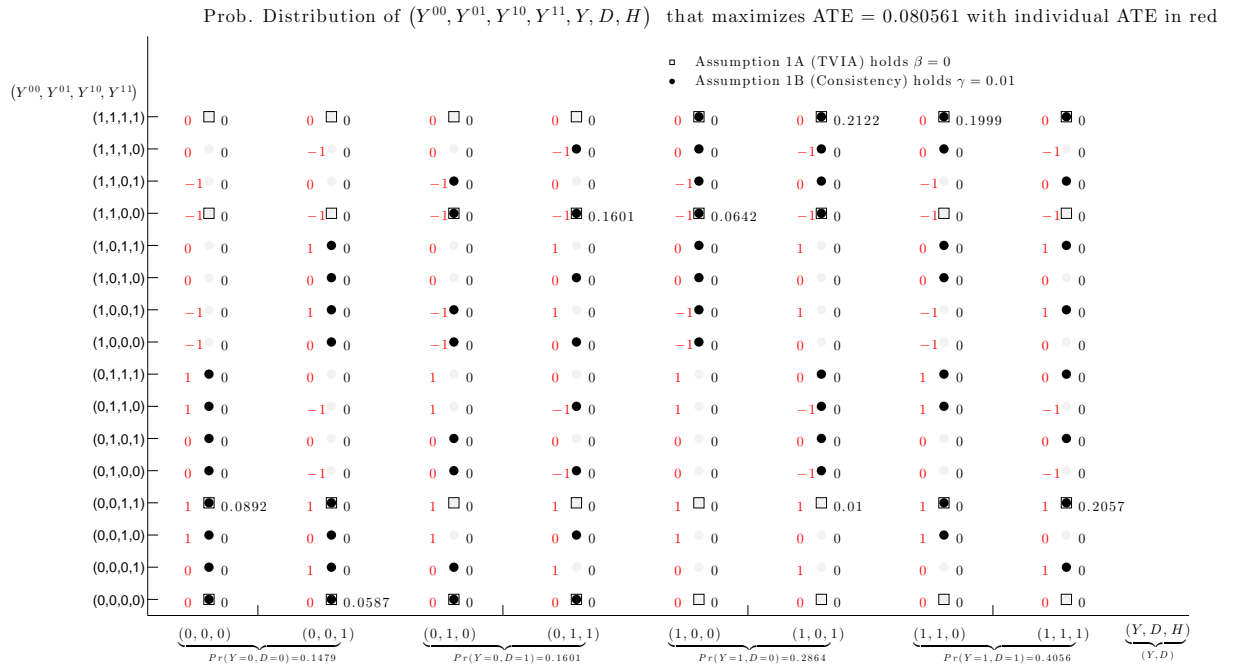 Prob. Distribution of (Y^{00}, Y^{01}, Y^{10}, Y^{11}, Y, D, H) that maximizes ATE = 0.080561 with individual ATE in red
Assumption 1A (TVIA) holds β = 0
Assumption 1B (Consistency) holds γ = 0.01
(Y^{00}, Y^{01}, Y^{10}, Y^{11})
(1,1,1,1) 0 0 0 0 0 0 0 0 0 0 0 0.2122 0 0.1999 0 0
(1,1,1,0) 0 0 −1 0 0 0 −1 0 0 0 −1 0 0 0 −1 0
(1,1,0,1) −1 0 0 0 −1 0 0 0 −1 0 0 0 −1 0 0 0
(1,1,0,0) −1 0 −1 0 −1 0 −1 0.1601 −1 0.0642 −1 0 −1 0 −1 0
(1,0,1,1) 0 0 1 0 0 0 1 0 0 0 1 0 0 0 1 0
(1,0,1,0) 0 0 0 0 0 0 0 0 0 0 0 0 0 0 0 0
(1,0,0,1) −1 0 1 0 −1 0 1 0 −1 0 1 0 −1 0 1 0
(1,0,0,0) −1 0 0 0 −1 0 0 0 −1 0 0 0 −1 0 0 0
(0,1,1,1) 1 0 0 0 1 0 0 0 1 0 0 0 1 0 0 0
(0,1,1,0) 1 0 −1 0 1 0 −1 0 1 0 −1 0 1 0 −1 0
(0,1,0,1) 0 0 0 0 0 0 0 0 0 0 0 0 0 0 0 0
(0,1,0,0) 0 0 −1 0 0 0 −1 0 0 0 −1 0 0 0 −1 0
(0,0,1,1) 1 0.0892 1 0 1 0 1 0 1 0 1 0.01 1 0 1 0.2057
(0,0,1,0) 1 0 0 0 1 0 0 0 1 0 0 0 1 0 0 0
(0,0,0,1) 0 0 1 0 0 0 1 0 0 0 1 0 0 0 1 0
(0,0,0,0) 0 0 0 0.0587 0 0 0 0 0 0 0 0 0 0 0 0
(0, 0, 0) (0, 0, 1) (0, 1, 0) (0, 1, 1) (1, 0, 0) (1, 0, 1) (1, 1, 0) (1, 1, 1) (Y, D, H)
Pr(Y=0,D=0)=0.1479 Pr(Y=0,D=1)=0.1601 Pr(Y=1,D=0)=0.2864 Pr(Y=1,D=1)=0.4056 (Y,D)